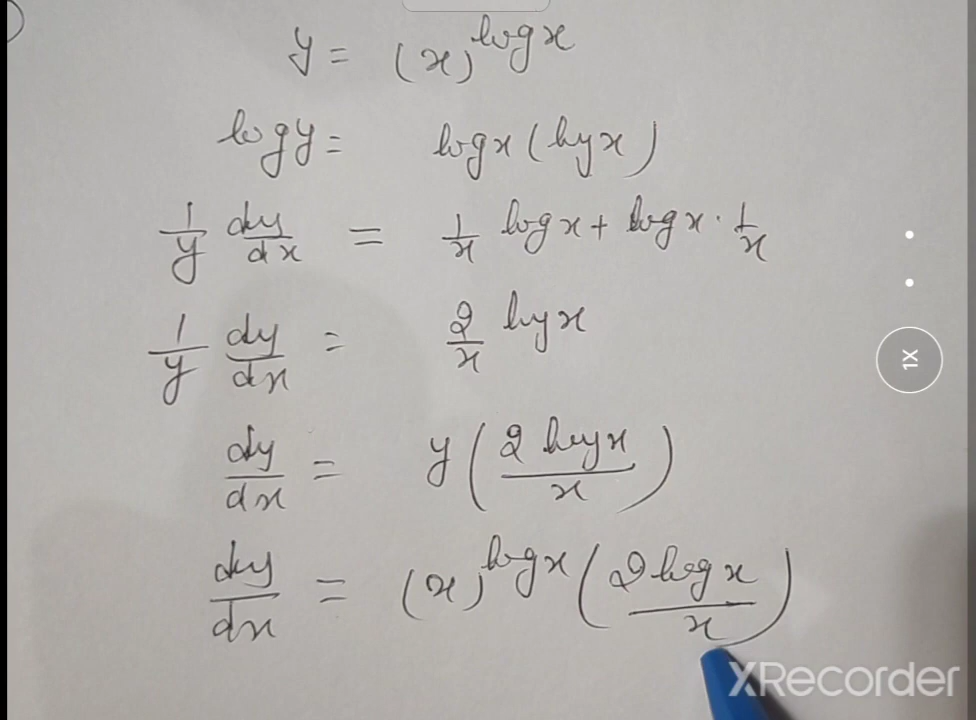 y = (x)^log x
log y = log x (log x)
1/y dy/dx = 1/x log x + log x · 1/x
1/y dy/dx = 2/x log x
dy/dx = y (2 log x / x)
dy/dx = (x)^log x (2 log x / x)
1X
XRecorder